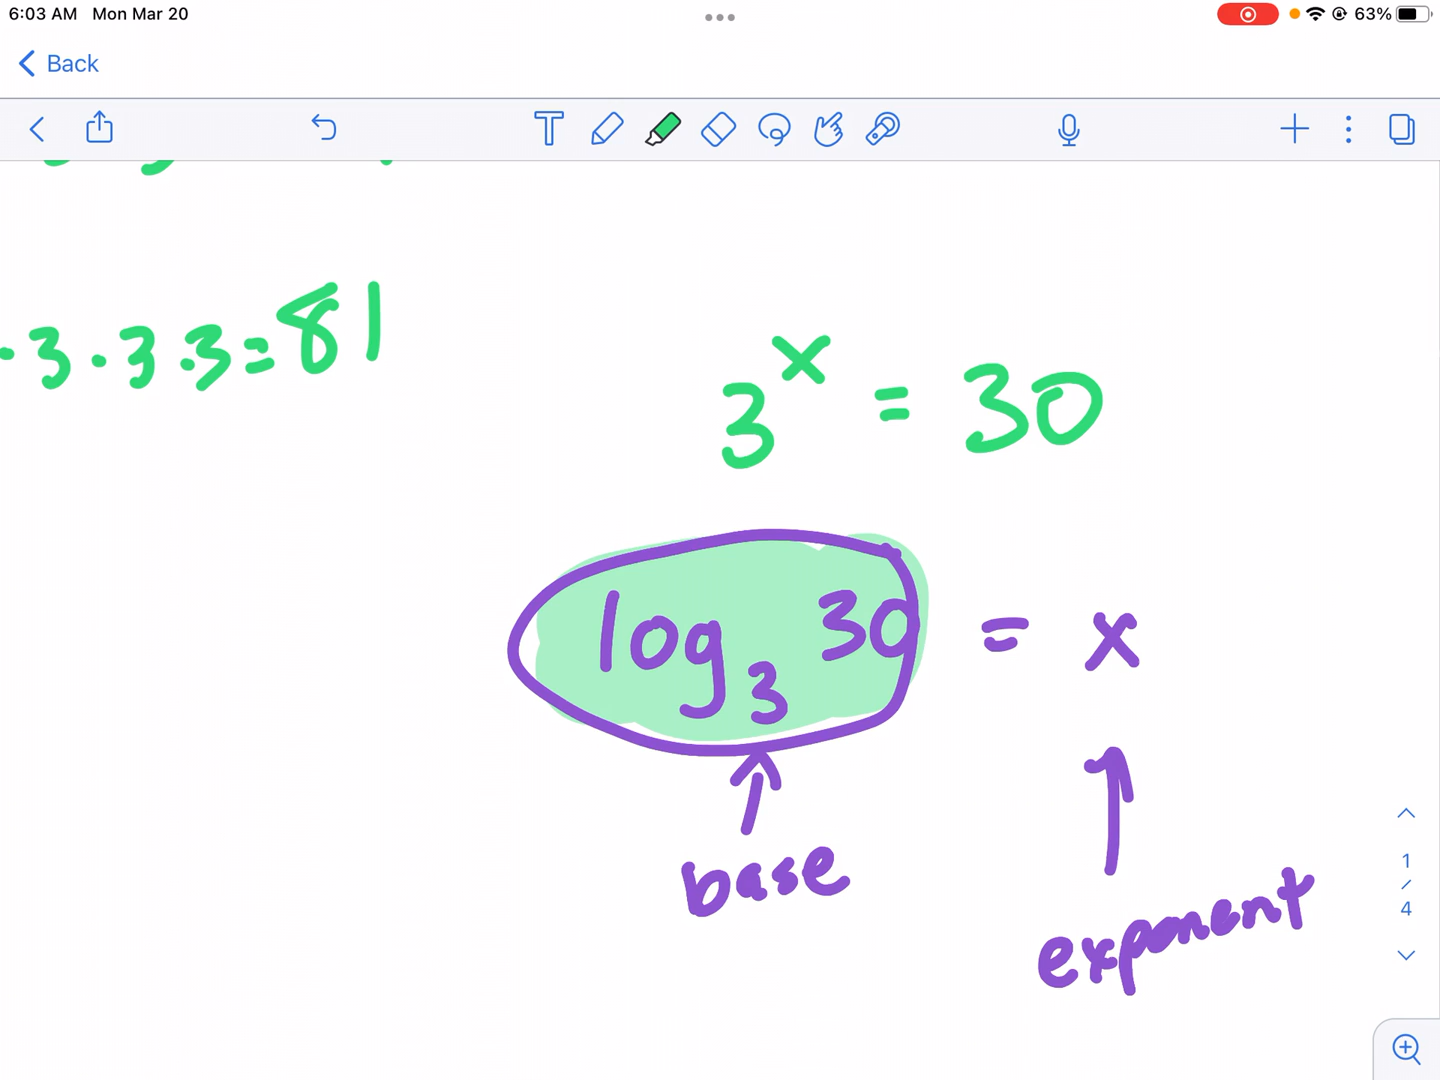 6:03 AM Mon Mar 20
63%
Back
T
· 3 · 3 · 3 = 81
3^x = 30
log₃ 30 = x
base
exponent
1
/
4